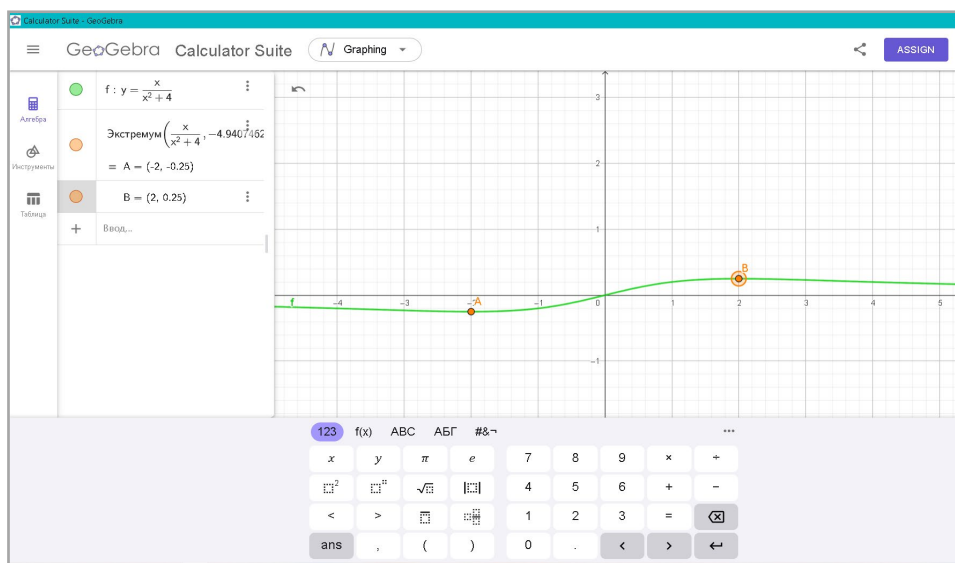 Calculator Suite - GeoGebra
GeoGebra Calculator Suite Graphing ASSIGN
Алгебра
Инструменты
Таблица
f : y = x / (x² + 4)
Экстремум( x / (x² + 4) , −4.9407462
= A = (-2, -0.25)
B = (2, 0.25)
+ Ввод...
3
2
1
−1
−4 −3 −2 −1 0 1 2 3 4 5
f
A
B
123 f(x) ABC АБГ #&¬
x y π e 7 8 9 × ÷
4 5 6 + −
< > 1 2 3 =
ans , ( ) 0 . < >